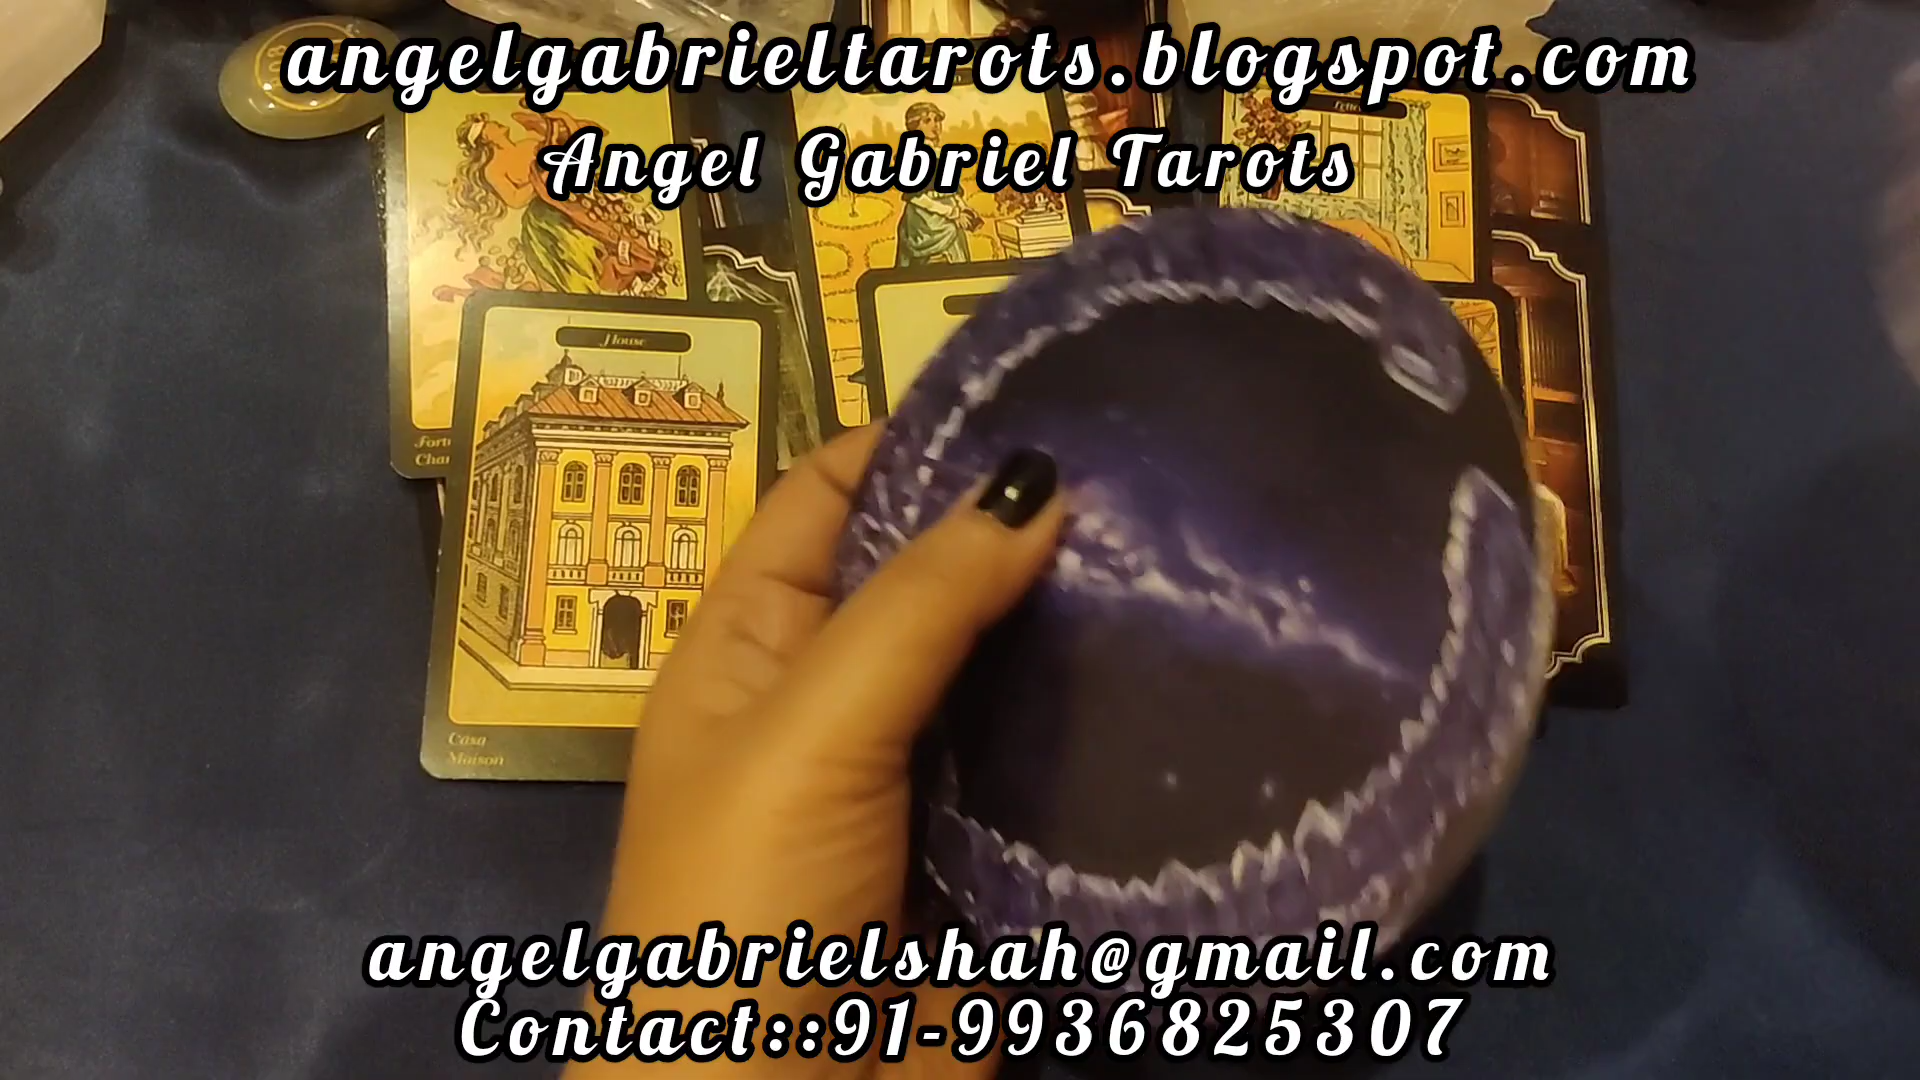 angelgabrieltarots.blogspot.com
Angel Gabriel Tarots
House
Casa
Maison
angelgabrielshah@gmail.com
Contact::91-9936825307